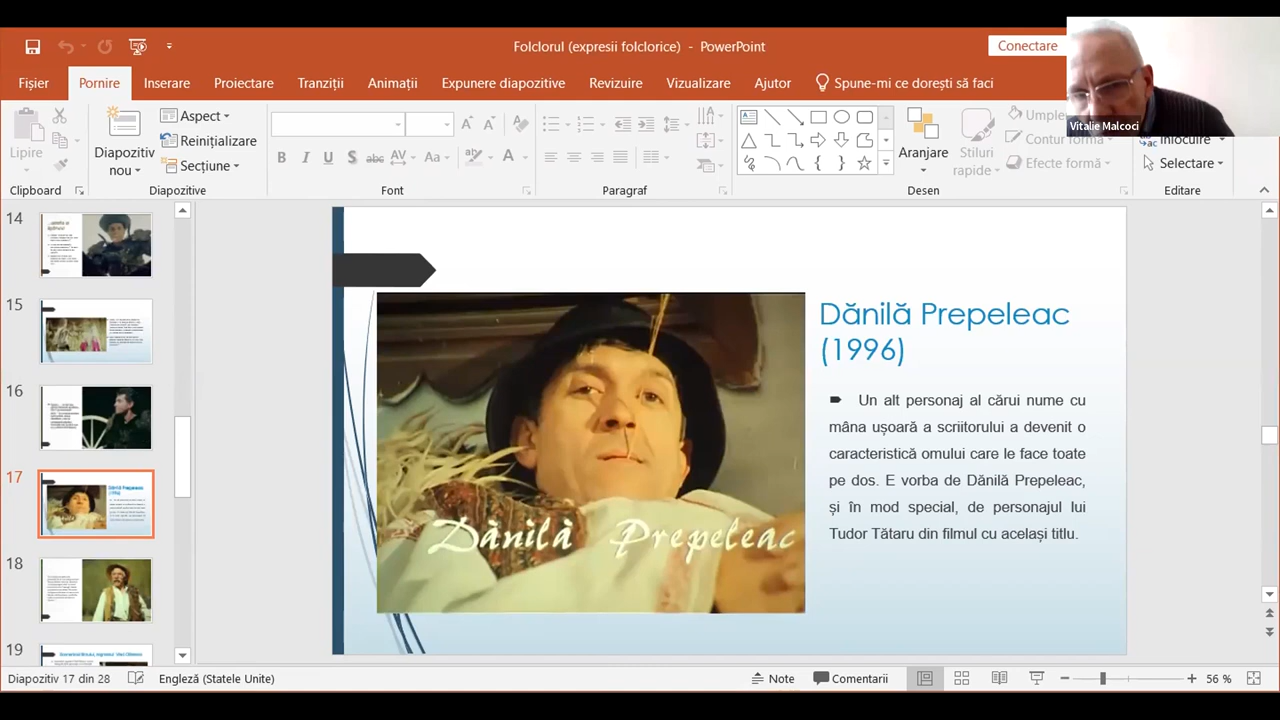 Folclorul (expresii folclorice) - PowerPoint
Conectare
Fișier Pornire Inserare Proiectare Tranziții Animații Expunere diapozitive Revizuire Vizualizare Ajutor Spune-mi ce dorești să faci
Vitalie Malcoci
Lipire
Clipboard
Diapozitiv
nou
Aspect
Reinițializare
Secțiune
Diapozitive
B I U S abc AV Aa A
Font
Paragraf
Aranjare
Stiluri
rapide
Contur formă
Efecte formă
Desen
Înlocuire
Selectare
Editare
14
15
16
17
18
19
Dănilă Prepeleac
Dănilă Prepeleac
(1996)
Un alt personaj al cărui nume cu
mâna ușoară a scriitorului a devenit o
caracteristică omului care le face toate
pe dos. E vorba de Dănilă Prepeleac,
și în mod special, de personajul lui
Tudor Tătaru din filmul cu același titlu.
Diapozitiv 17 din 28 Engleză (Statele Unite) Note Comentarii 56 %